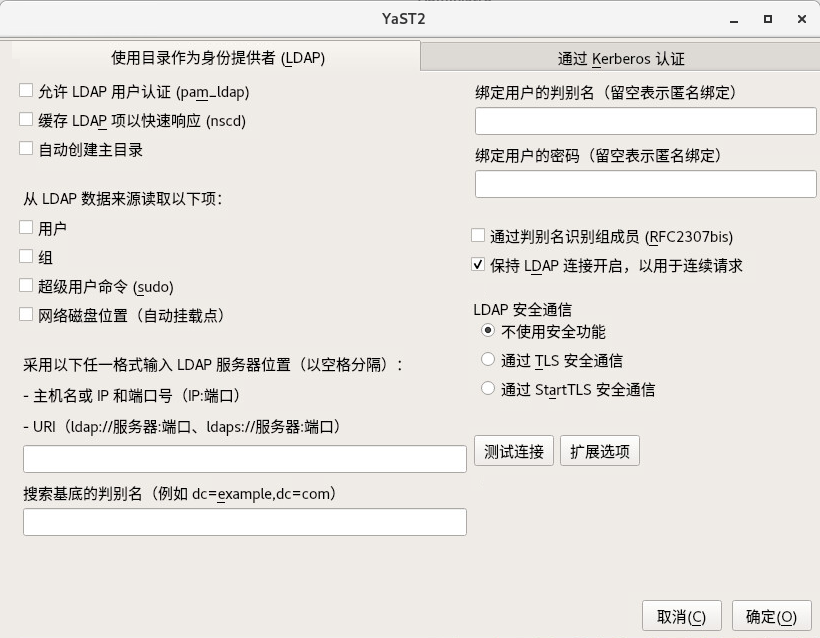 YaST2
使用目录作为身份提供者 (LDAP)
通过 Kerberos 认证
允许 LDAP 用户认证 (pam_ldap)
缓存 LDAP 项以快速响应 (nscd)
自动创建主目录
从 LDAP 数据来源读取以下项：
用户
组
超级用户命令 (sudo)
网络磁盘位置（自动挂载点）
采用以下任一格式输入 LDAP 服务器位置（以空格分隔）：
- 主机名或 IP 和端口号（IP:端口）
- URI（ldap://服务器:端口、ldaps://服务器:端口）
搜索基底的判别名（例如 dc=example,dc=com）
绑定用户的判别名（留空表示匿名绑定）
绑定用户的密码（留空表示匿名绑定）
通过判别名识别组成员 (RFC2307bis)
保持 LDAP 连接开启，以用于连续请求
LDAP 安全通信
不使用安全功能
通过 TLS 安全通信
通过 StartTLS 安全通信
测试连接
扩展选项
取消(C)
确定(O)